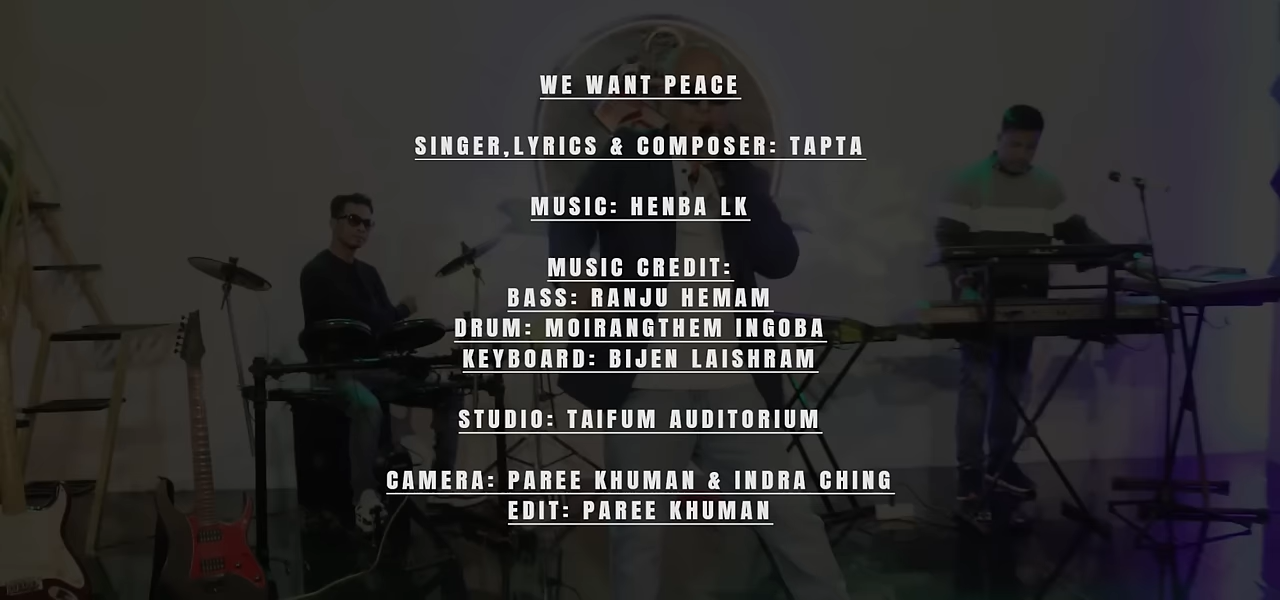 WE WANT PEACE
SINGER,LYRICS & COMPOSER: TAPTA
MUSIC: HENBA LK
MUSIC CREDIT:
BASS: RANJU HEMAM
DRUM: MOIRANGTHEM INGOBA
KEYBOARD: BIJEN LAISHRAM
STUDIO: TAIFUM AUDITORIUM
CAMERA: PAREE KHUMAN & INDRA CHING
EDIT: PAREE KHUMAN